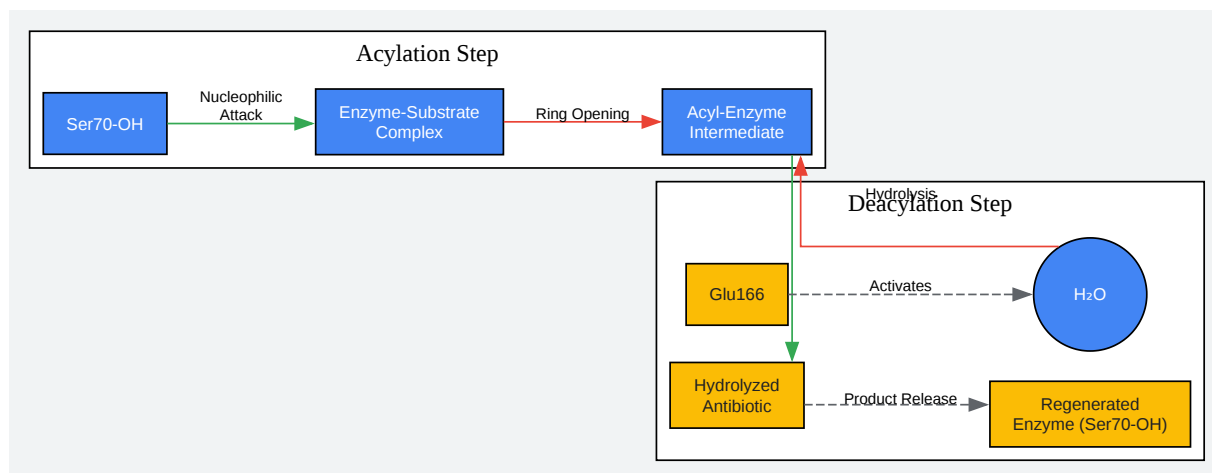 Acylation Step
Nucleophilic
Attack
Ser70-OH
Enzyme-Substrate
Complex
Ring Opening
Acyl-Enzyme
Intermediate
Hydrolysis
Deacylation Step
Glu166
Activates
H₂O
Hydrolyzed
Antibiotic
Product Release
Regenerated
Enzyme (Ser70-OH)